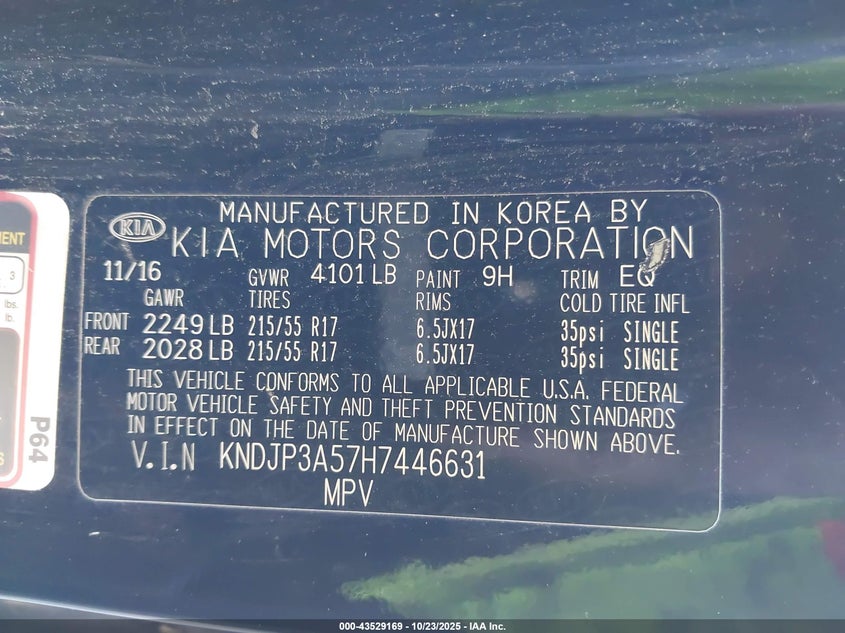 MANUFACTURED IN KOREA BY
KIA KIA MOTORS CORPORATION
11/16 GVWR 4101 LB PAINT 9H TRIM EQ
GAWR TIRES RIMS COLD TIRE INFL
FRONT 2249 LB 215/55 R17 6.5JX17 35psi SINGLE
REAR 2028 LB 215/55 R17 6.5JX17 35psi SINGLE
THIS VEHICLE CONFORMS TO ALL APPLICABLE U.S.A. FEDERAL
MOTOR VEHICLE SAFETY AND THEFT PREVENTION STANDARDS
IN EFFECT ON THE DATE OF MANUFACTURE SHOWN ABOVE.
V.I.N KNDJP3A57H7446631
MPV
MENT
3
lbs.
lb.
P64
S
000-43529169 - 10/23/2025 - IAA Inc.